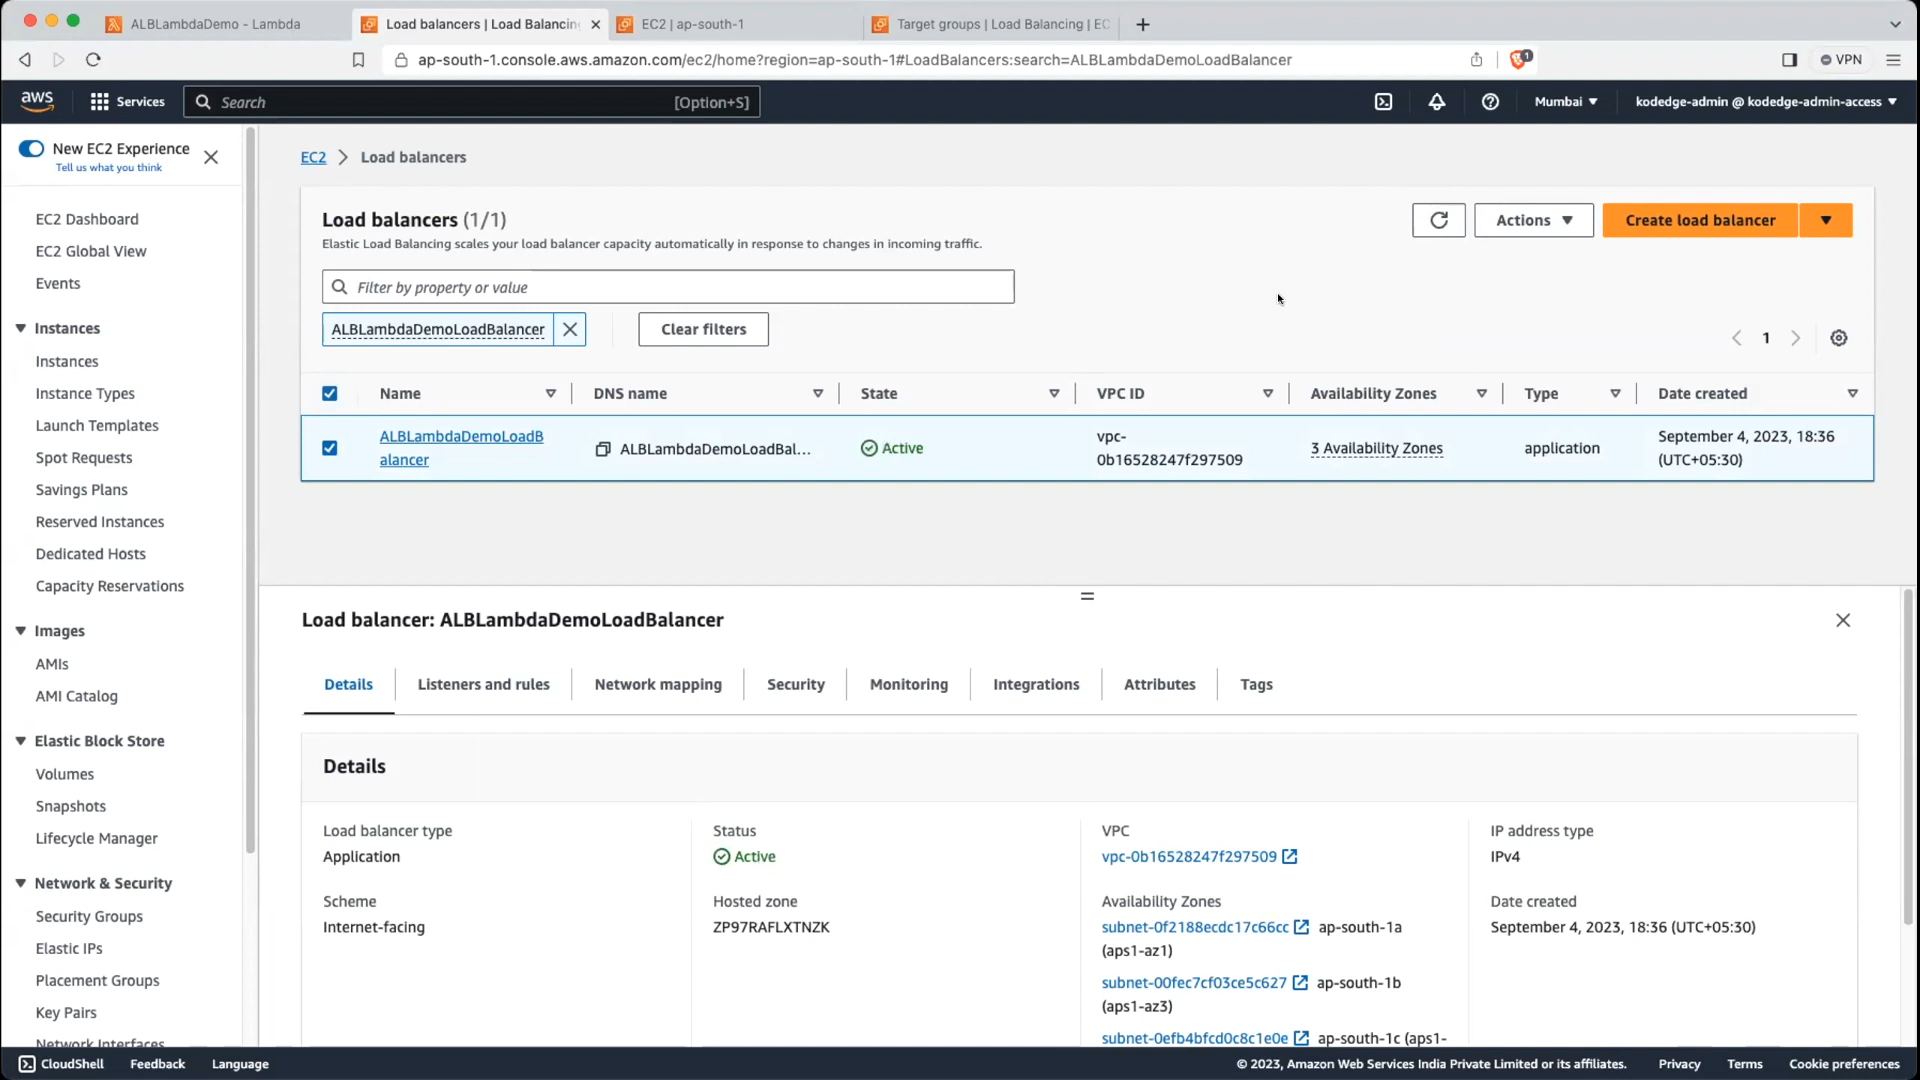 ALBLambdaDemo - Lambda
Load balancers | Load Balancin
EC2 | ap-south-1
Target groups | Load Balancing | EC
ap-south-1.console.aws.amazon.com/ec2/home?region=ap-south-1#LoadBalancers:search=ALBLambdaDemoLoadBalancer
1
VPN
aws
Services
Search
[Option+S]
Mumbai
kodedge-admin @ kodedge-admin-access
New EC2 Experience
Tell us what you think
EC2 Dashboard
EC2 Global View
Events
Instances
Instances
Instance Types
Launch Templates
Spot Requests
Savings Plans
Reserved Instances
Dedicated Hosts
Capacity Reservations
Images
AMIs
AMI Catalog
Elastic Block Store
Volumes
Snapshots
Lifecycle Manager
Network & Security
Security Groups
Elastic IPs
Placement Groups
Key Pairs
Network Interfaces
EC2 > Load balancers
Load balancers (1/1)
Elastic Load Balancing scales your load balancer capacity automatically in response to changes in incoming traffic.
Actions
Create load balancer
Filter by property or value
ALBLambdaDemoLoadBalancer
Clear filters
1
Name
DNS name
State
VPC ID
Availability Zones
Type
Date created
ALBLambdaDemoLoadB
alancer
ALBLambdaDemoLoadBal...
Active
vpc-
0b16528247f297509
3 Availability Zones
application
September 4, 2023, 18:36
(UTC+05:30)
Load balancer: ALBLambdaDemoLoadBalancer
Details
Listeners and rules
Network mapping
Security
Monitoring
Integrations
Attributes
Tags
Details
Load balancer type
Application
Status
Active
VPC
vpc-0b16528247f297509
IP address type
IPv4
Scheme
Internet-facing
Hosted zone
ZP97RAFLXTNZK
Availability Zones
subnet-0f2188ecdc17c66cc ap-south-1a
(aps1-az1)
subnet-00fec7cf03ce5c627 ap-south-1b
(aps1-az3)
subnet-0efb4bfcd0c8c1e0e ap-south-1c (aps1-
Date created
September 4, 2023, 18:36 (UTC+05:30)
CloudShell
Feedback
Language
© 2023, Amazon Web Services India Private Limited or its affiliates.
Privacy
Terms
Cookie preferences